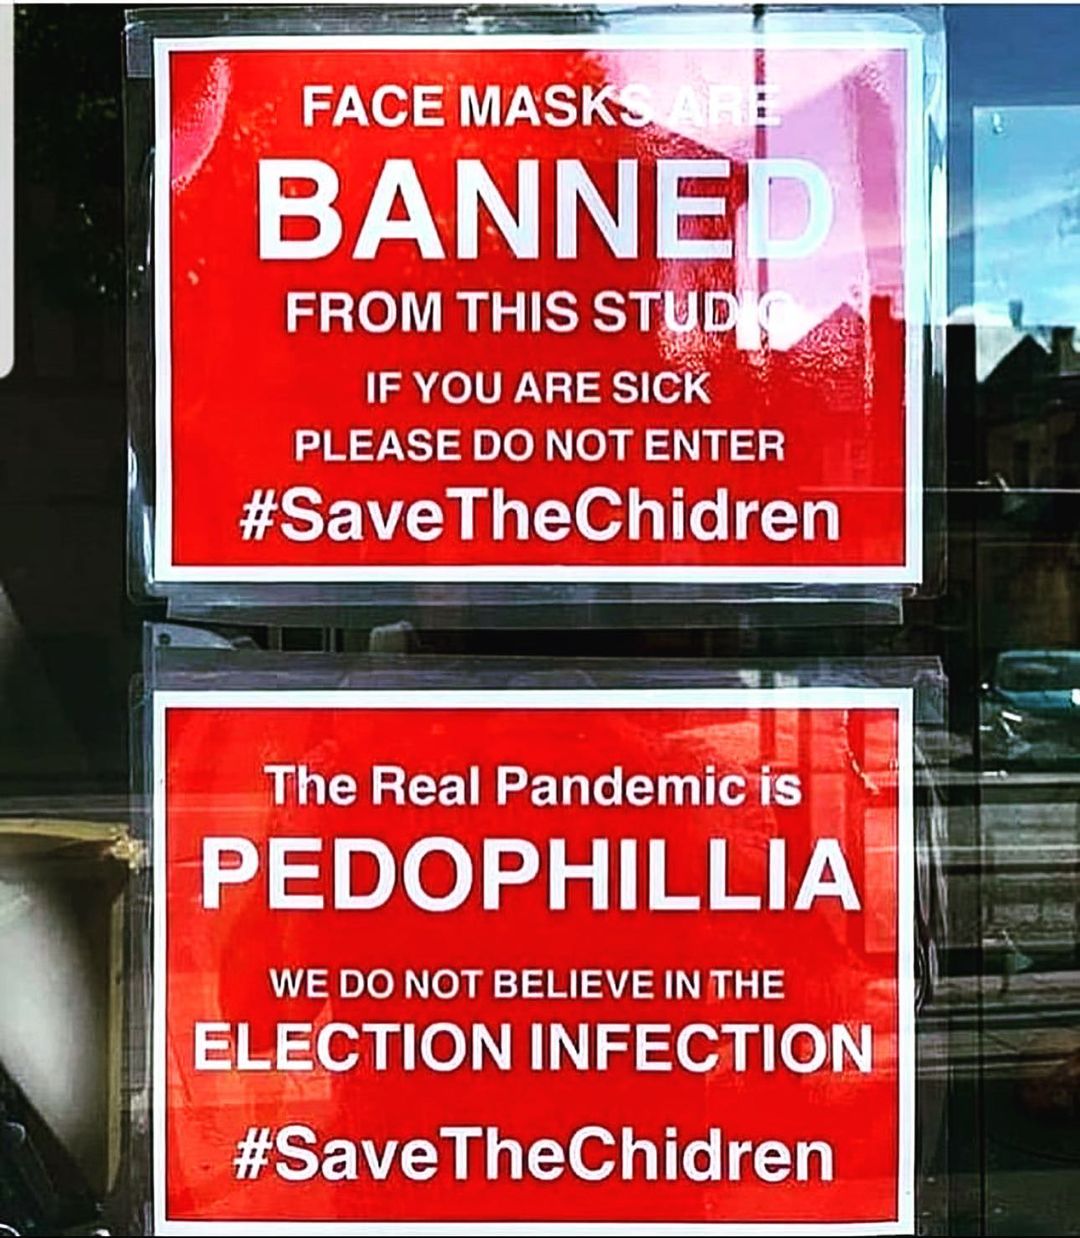 FACE MASKS ARE
BANNED
FROM THIS STUDIO
IF YOU ARE SICK
PLEASE DO NOT ENTER
#SaveTheChidren
The Real Pandemic is
PEDOPHILLIA
WE DO NOT BELIEVE IN THE
ELECTION INFECTION
#SaveTheChidren